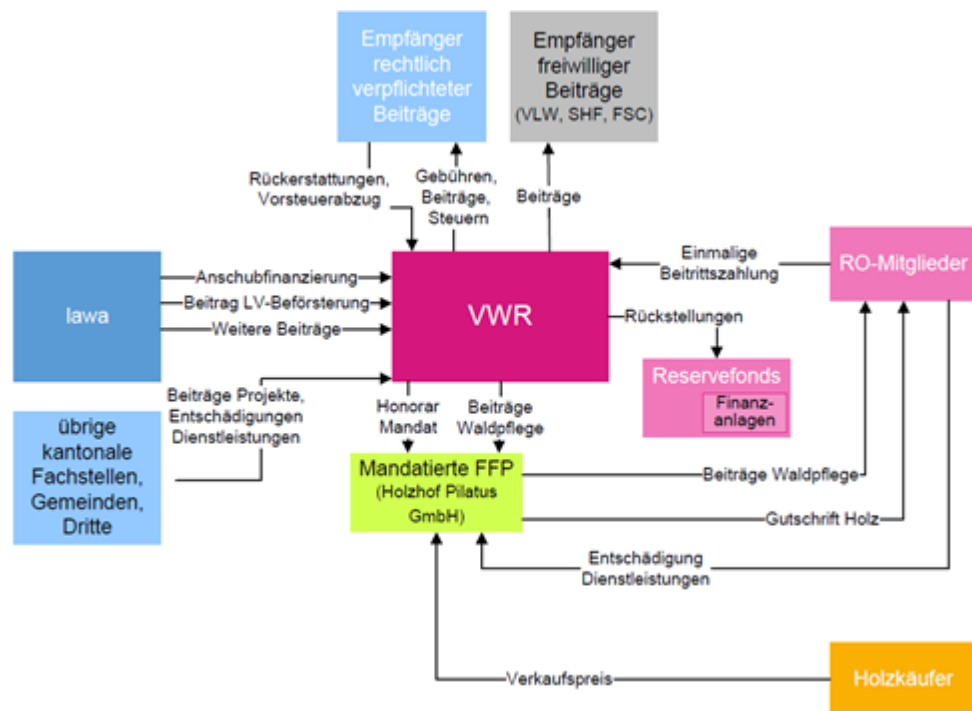 Empfänger
rechtlich
verpflichteter
Beiträge
Empfänger
freiwilliger
Beiträge
(VLW, SHF, FSC)
Rückerstattungen,
Vorsteuerabzug
Gebühren,
Beiträge,
Steuern
Beiträge
lawa
Anschubfinanzierung
Beitrag LV-Beförsterung
Weitere Beiträge
VWR
Einmalige
Beitrittszahlung
RO-Mitglieder
Rückstellungen
Reservefonds
Finanz-
anlagen
übrige
kantonale
Fachstellen,
Gemeinden,
Dritte
Beiträge Projekte,
Entschädigungen
Dienstleistungen
Honorar
Mandat
Beiträge
Waldpflege
Mandatierte FFP
(Holzhof Pilatus
GmbH)
Beiträge Waldpflege
Gutschrift Holz
Entschädigung
Dienstleistungen
Verkaufspreis
Holzkäufer